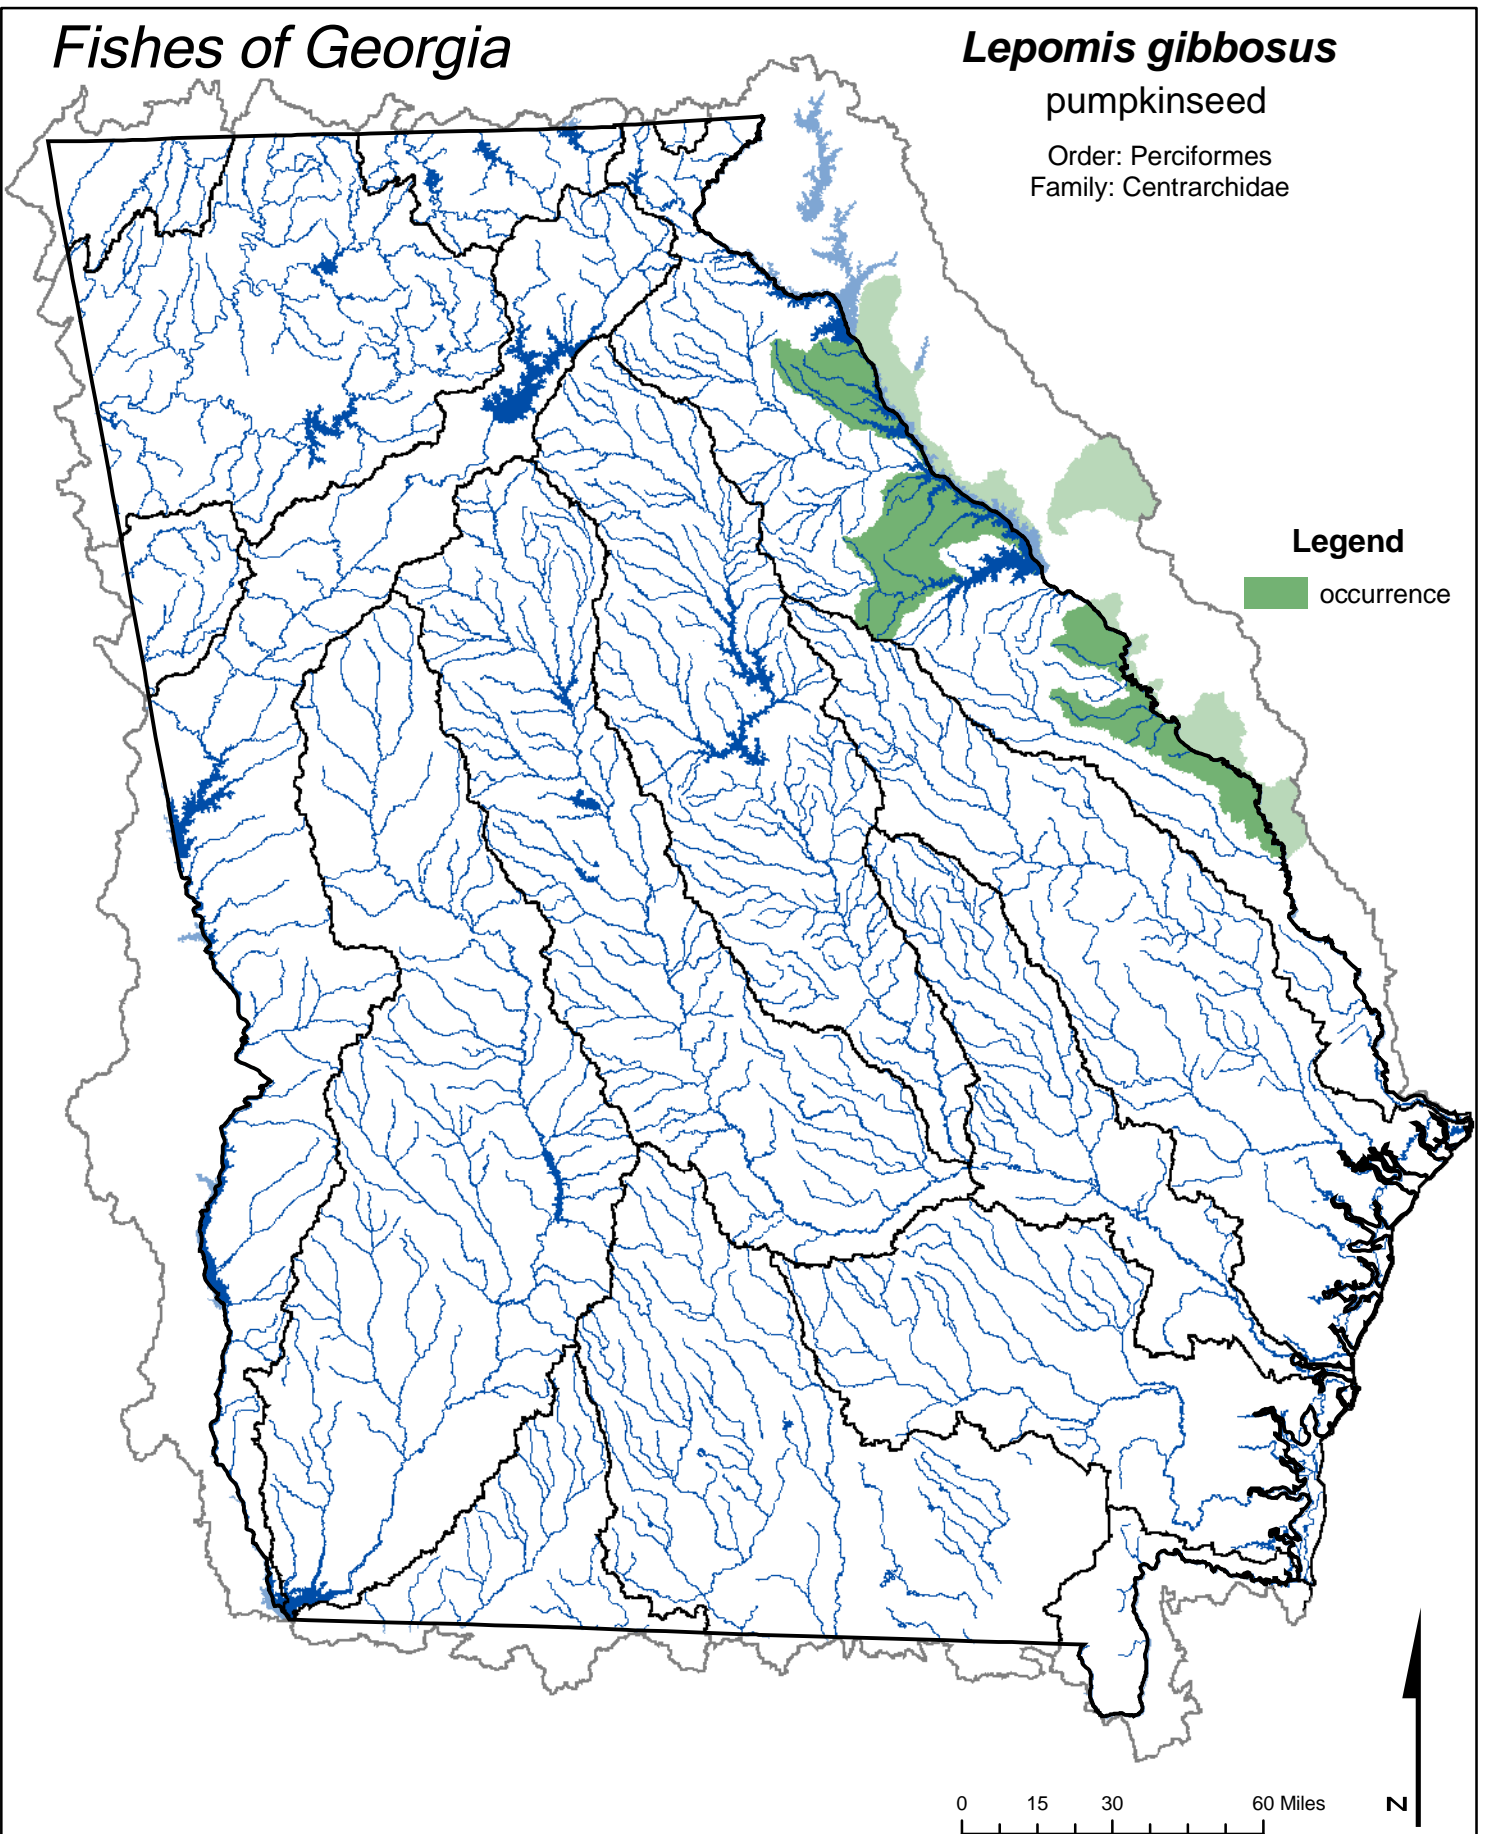 Fishes of Georgia
Lepomis gibbosus
pumpkinseed
Order: Perciformes
Family: Centrarchidae
Legend
occurrence
0 15 30 60 Miles
N